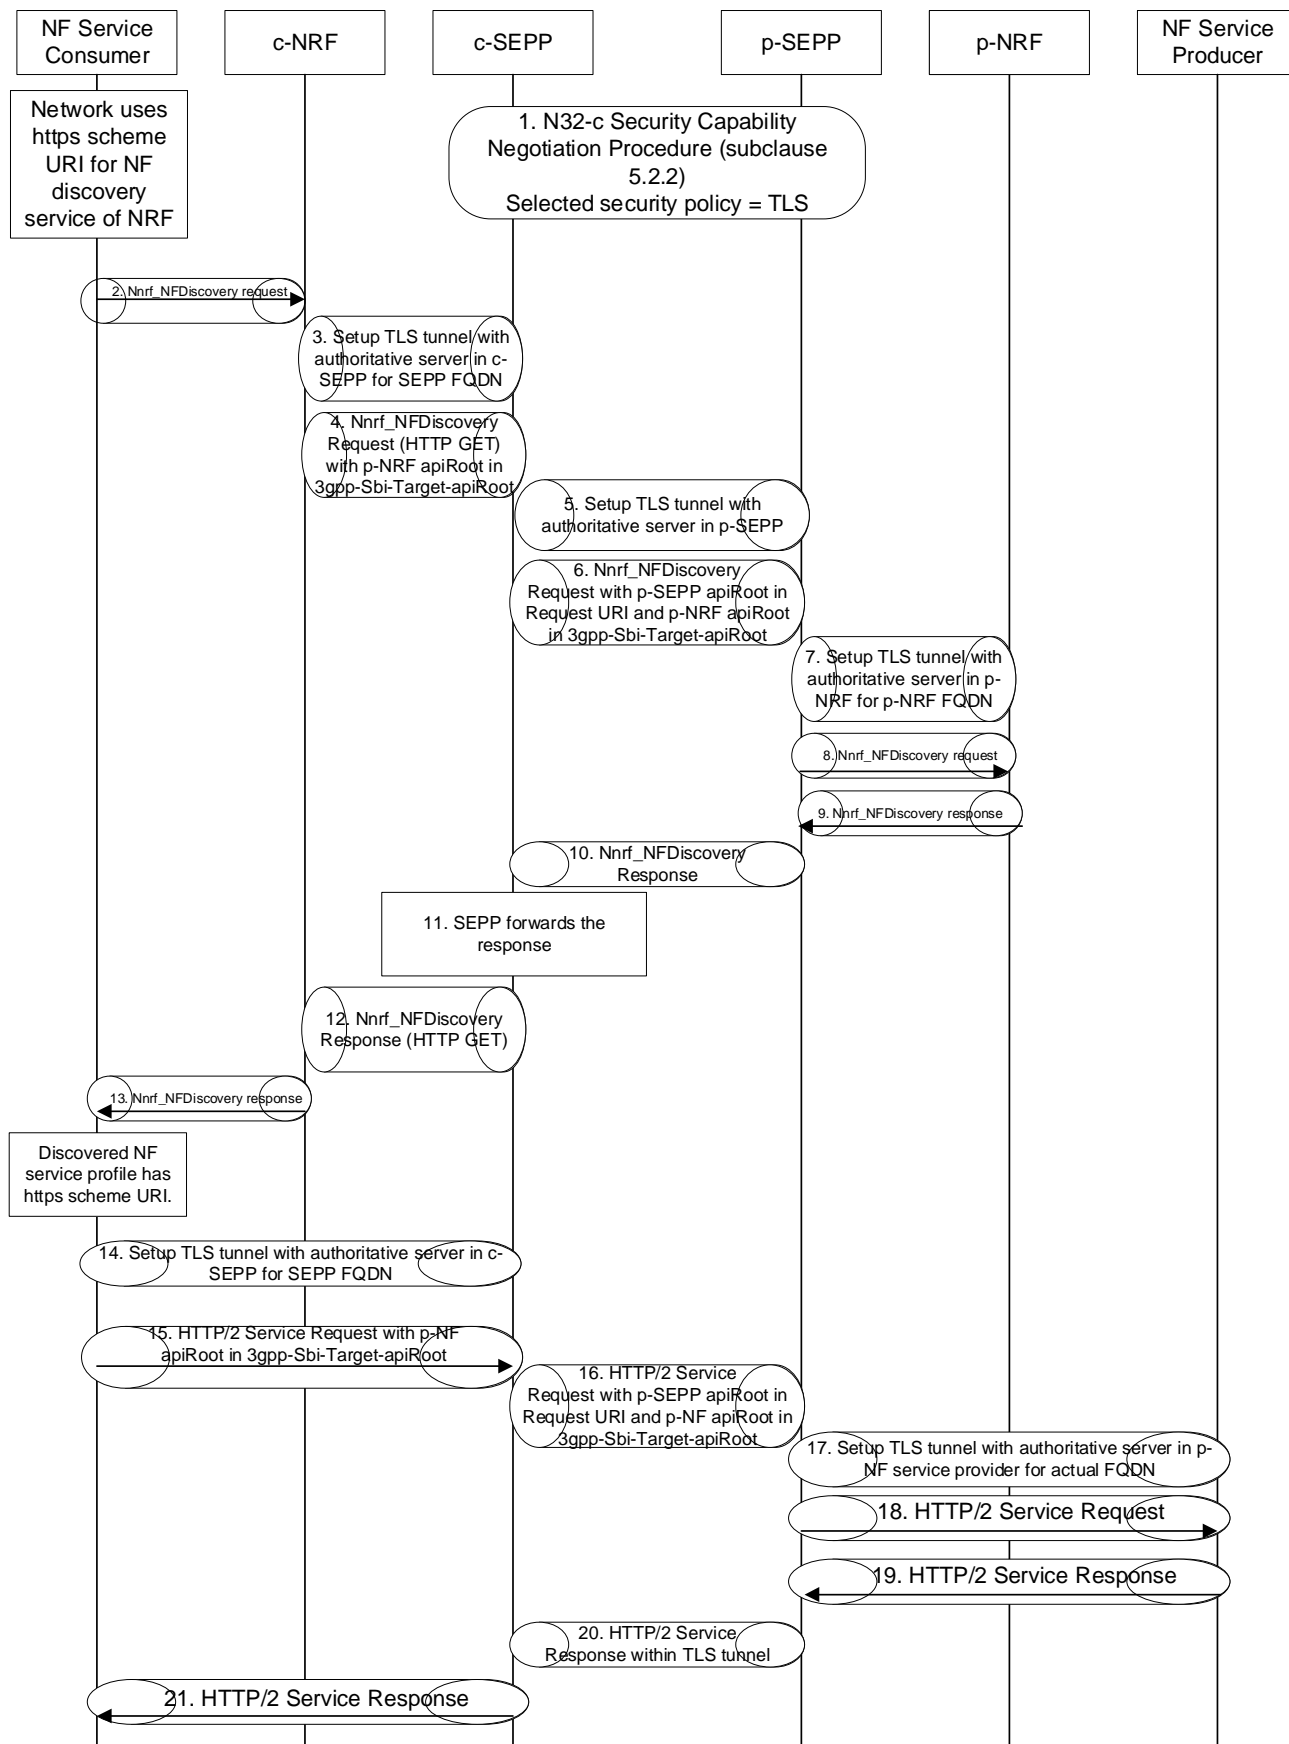 NF Service
Consumer
c-NRF
c-SEPP
p-SEPP
p-NRF
NF Service
Producer
Network uses
https scheme
URI for NF
discovery
service of NRF
1. N32-c Security Capability
Negotiation Procedure (subclause
5.2.2)
Selected security policy = TLS
2. Nnrf_NFDiscovery request
3. Setup TLS tunnel with
authoritative server in c-
SEPP for SEPP FQDN
4. Nnrf_NFDiscovery
Request (HTTP GET)
with p-NRF apiRoot in
3gpp-Sbi-Target-apiRoot
5. Setup TLS tunnel with
authoritative server in p-SEPP
6. Nnrf_NFDiscovery
Request with p-SEPP apiRoot in
Request URI and p-NRF apiRoot
in 3gpp-Sbi-Target-apiRoot
7. Setup TLS tunnel with
authoritative server in p-
NRF for p-NRF FQDN
8. Nnrf_NFDiscovery request
9. Nnrf_NFDiscovery response
10. Nnrf_NFDiscovery
Response
11. SEPP forwards the
response
12. Nnrf_NFDiscovery
Response (HTTP GET)
13. Nnrf_NFDiscovery response
Discovered NF
service profile has
https scheme URI.
14. Setup TLS tunnel with authoritative server in c-
SEPP for SEPP FQDN
15. HTTP/2 Service Request with p-NF
apiRoot in 3gpp-Sbi-Target-apiRoot
16. HTTP/2 Service
Request with p-SEPP apiRoot in
Request URI and p-NF apiRoot in
3gpp-Sbi-Target-apiRoot
17. Setup TLS tunnel with authoritative server in p-
NF service provider for actual FQDN
18. HTTP/2 Service Request
19. HTTP/2 Service Response
20. HTTP/2 Service
Response within TLS tunnel
21. HTTP/2 Service Response